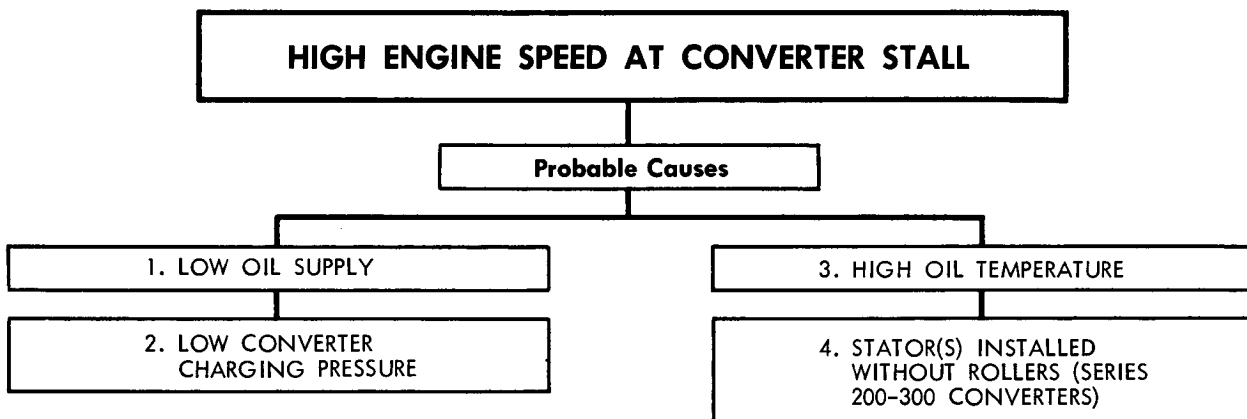 HIGH ENGINE SPEED AT CONVERTER STALL
Probable Causes
1. LOW OIL SUPPLY
2. LOW CONVERTER
CHARGING PRESSURE
3. HIGH OIL TEMPERATURE
4. STATOR(S) INSTALLED
WITHOUT ROLLERS (SERIES
200-300 CONVERTERS)